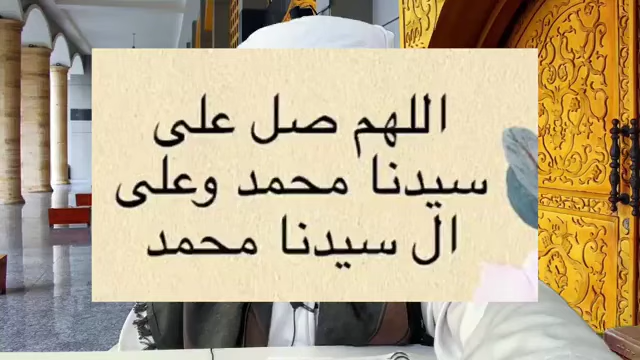 اللهم صل على
سيدنا محمد وعلى
ال سيدنا محمد